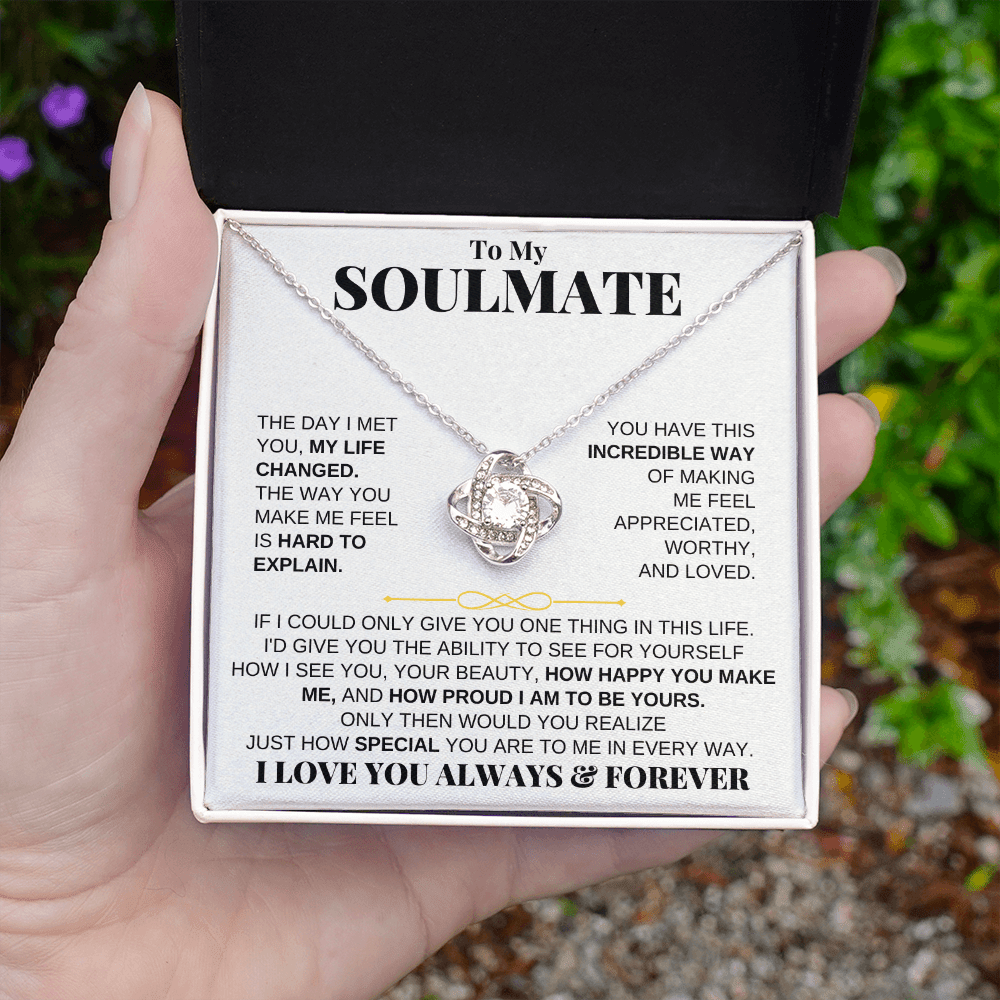 To My
SOULMATE
THE DAY I MET
YOU, MY LIFE
CHANGED.
THE WAY YOU
MAKE ME FEEL
IS HARD TO
EXPLAIN.
YOU HAVE THIS
INCREDIBLE WAY
OF MAKING
ME FEEL
APPRECIATED,
WORTHY,
AND LOVED.
IF I COULD ONLY GIVE YOU ONE THING IN THIS LIFE.
I'D GIVE YOU THE ABILITY TO SEE FOR YOURSELF
HOW I SEE YOU, YOUR BEAUTY, HOW HAPPY YOU MAKE
ME, AND HOW PROUD I AM TO BE YOURS.
ONLY THEN WOULD YOU REALIZE
JUST HOW SPECIAL YOU ARE TO ME IN EVERY WAY.
I LOVE YOU ALWAYS & FOREVER